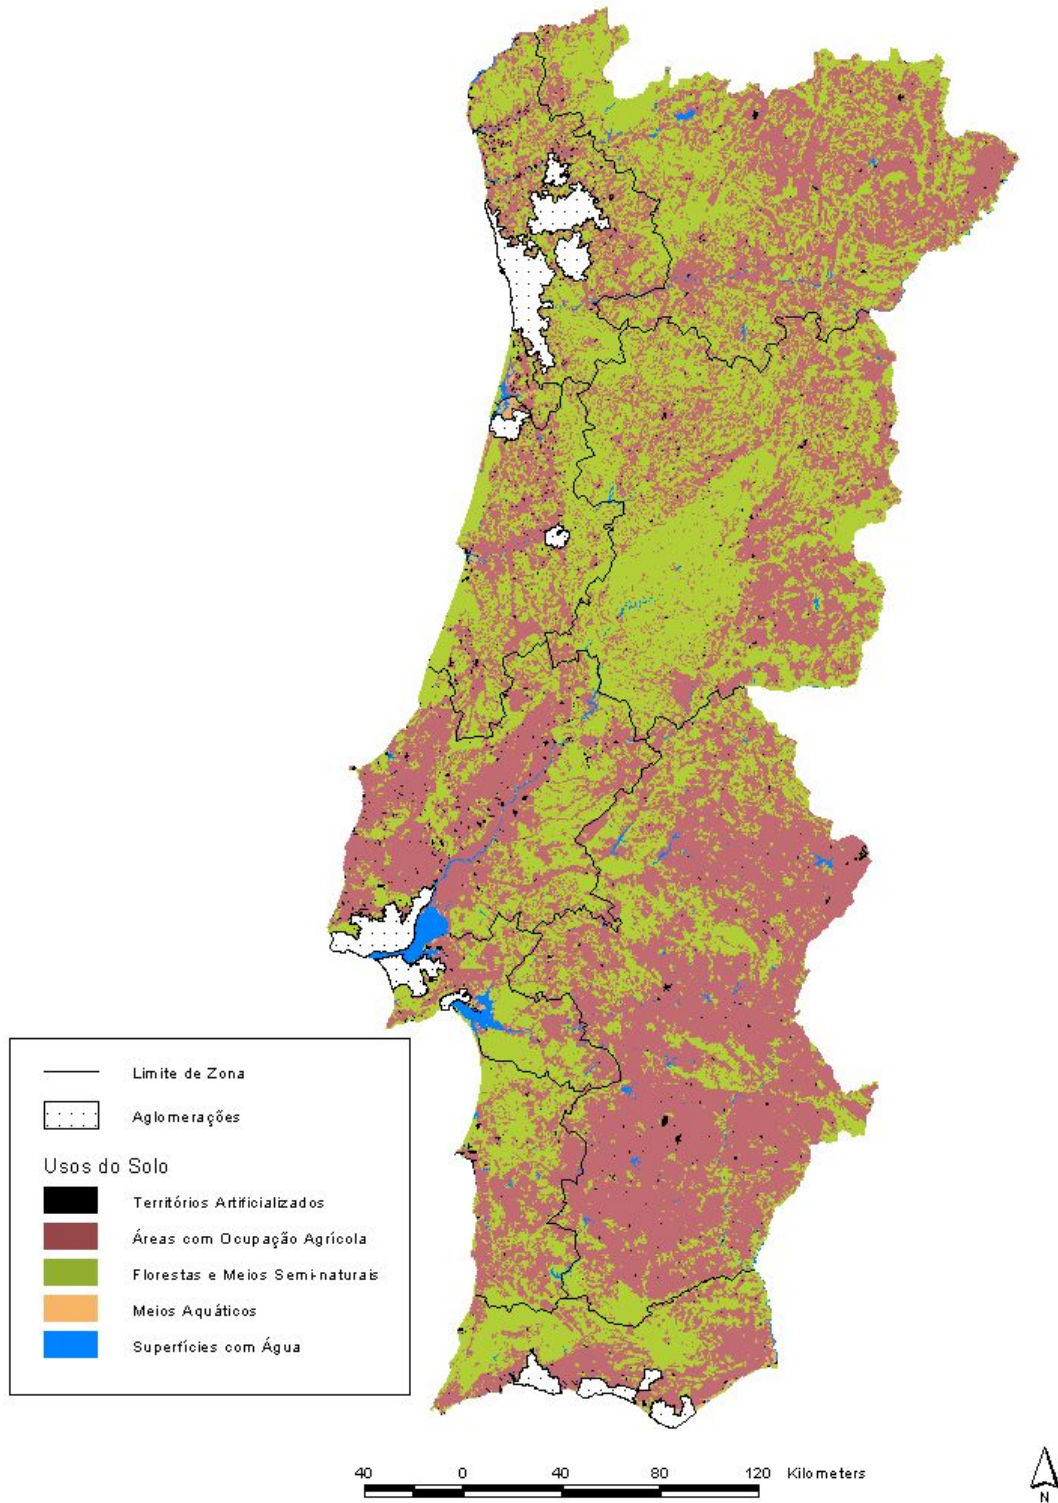 Limite de Zona
Aglomerações
Usos do Solo
Territórios Artificializados
Áreas com Ocupação Agrícola
Florestas e Meios Semi-naturais
Meios Aquáticos
Superfícies com Água
40 0 40 80 120 Kilometers
N